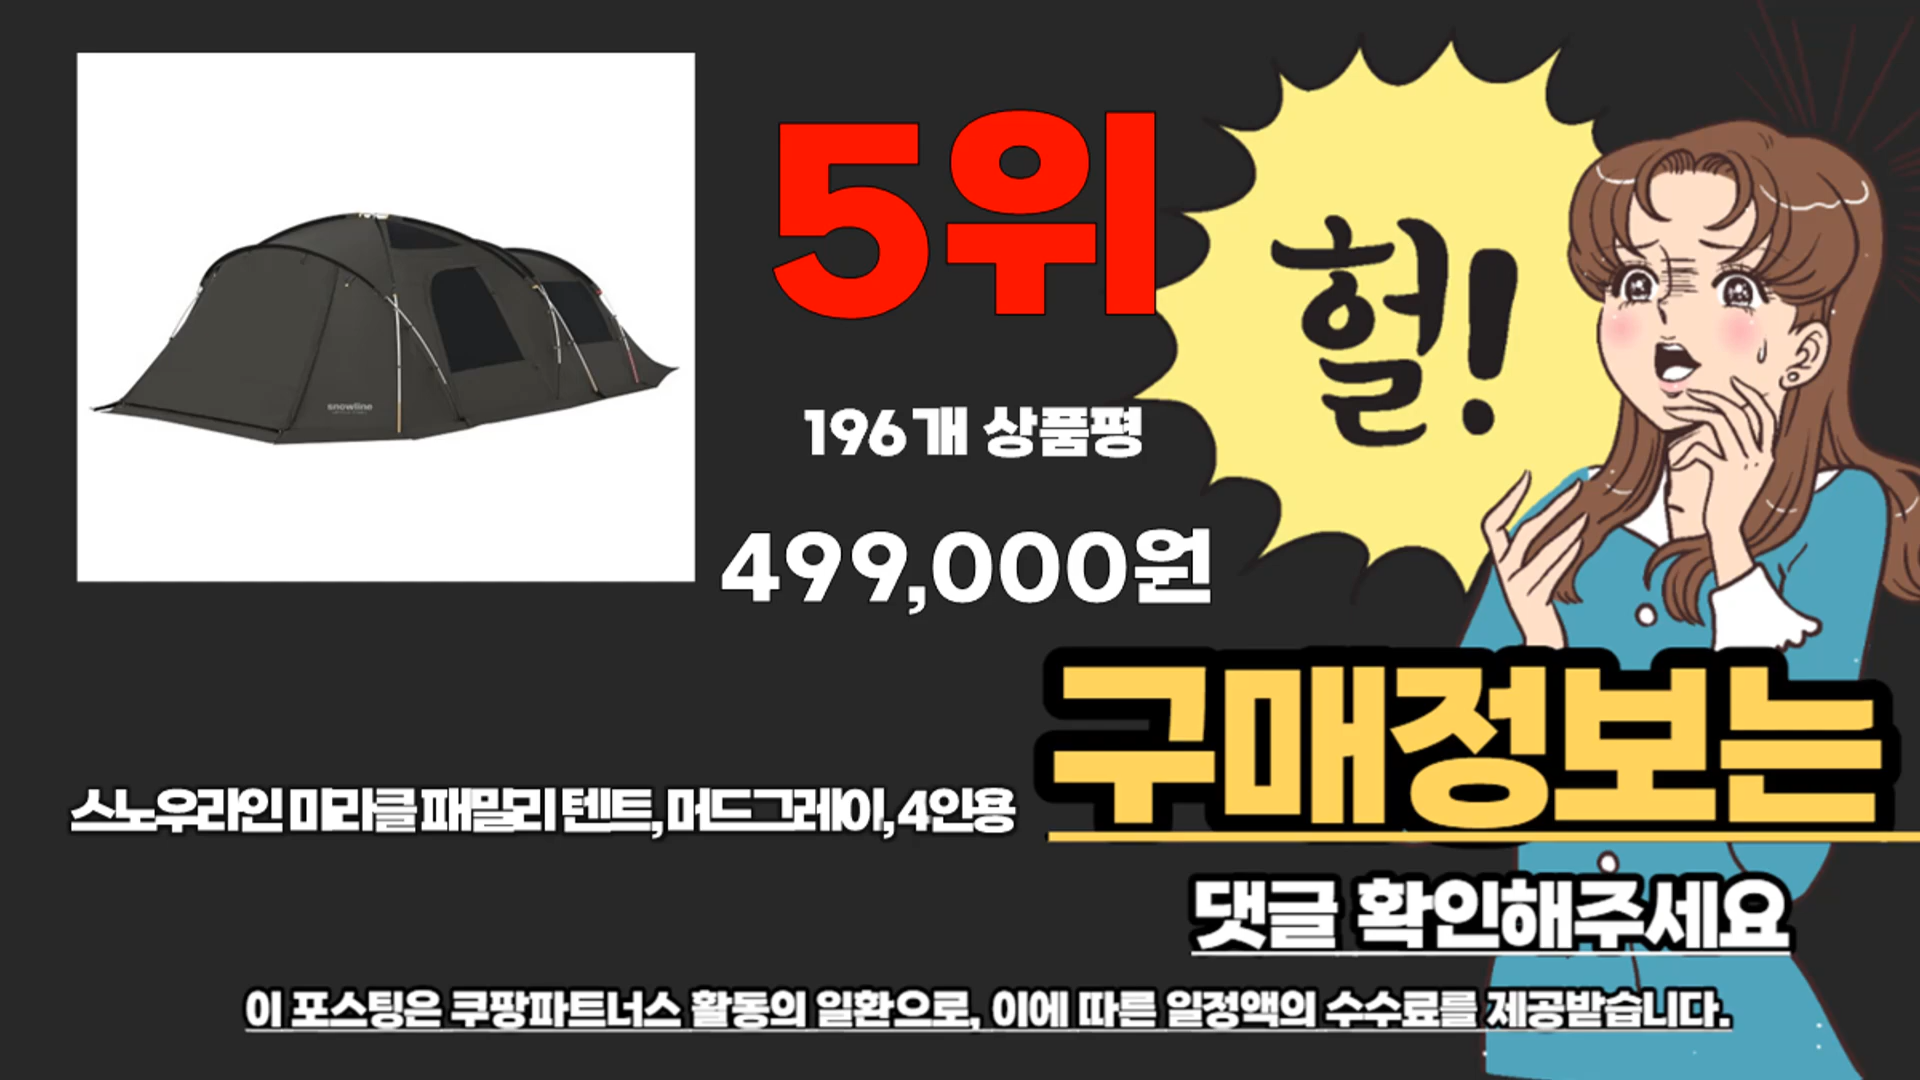 5위
헬!
196개 상품평
499,000원
snowline
구매정보는
스노우라인 미라클 패밀리 텐트, 머드그레이, 4인용
댓글 확인해주세요
이 포스팅은 쿠팡파트너스 활동의 일환으로, 이에 따른 일정액의 수수료를 제공받습니다.